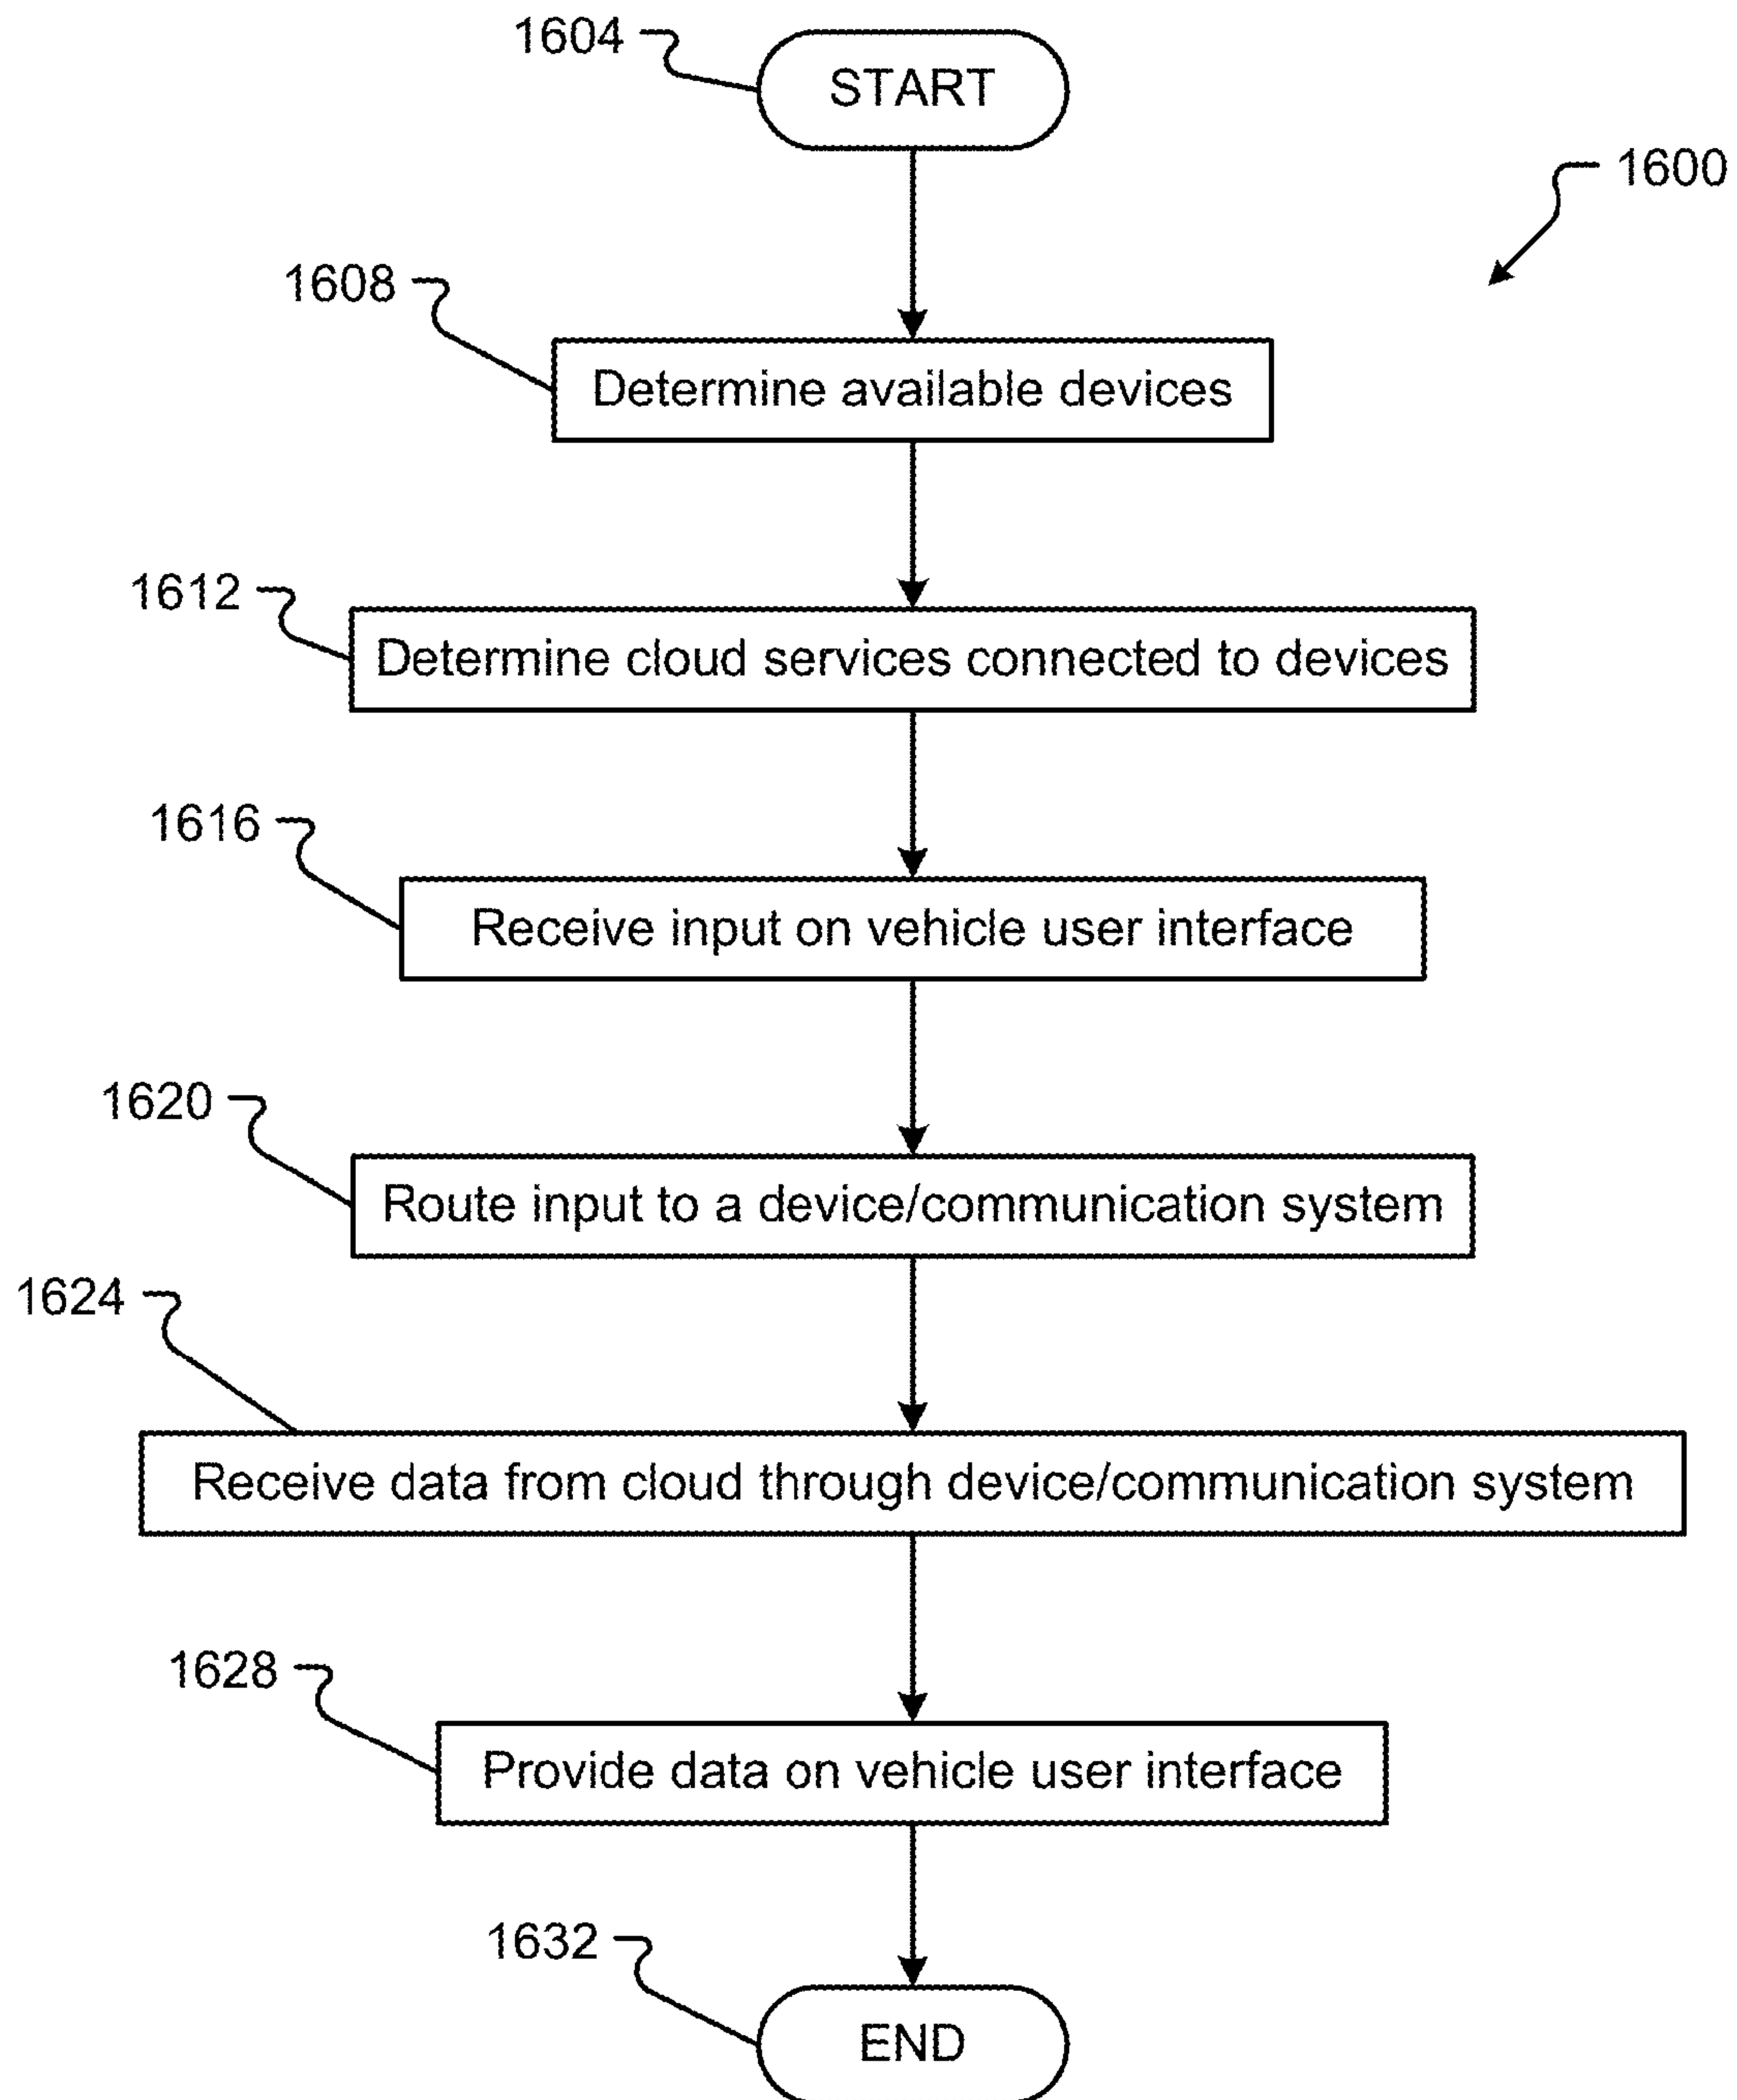 1604
START
1600
1608
Determine available devices
1612
Determine cloud services connected to devices
1616
Receive input on vehicle user interface
1620
Route input to a device/communication system
1624
Receive data from cloud through device/communication system
1628
Provide data on vehicle user interface
1632
END